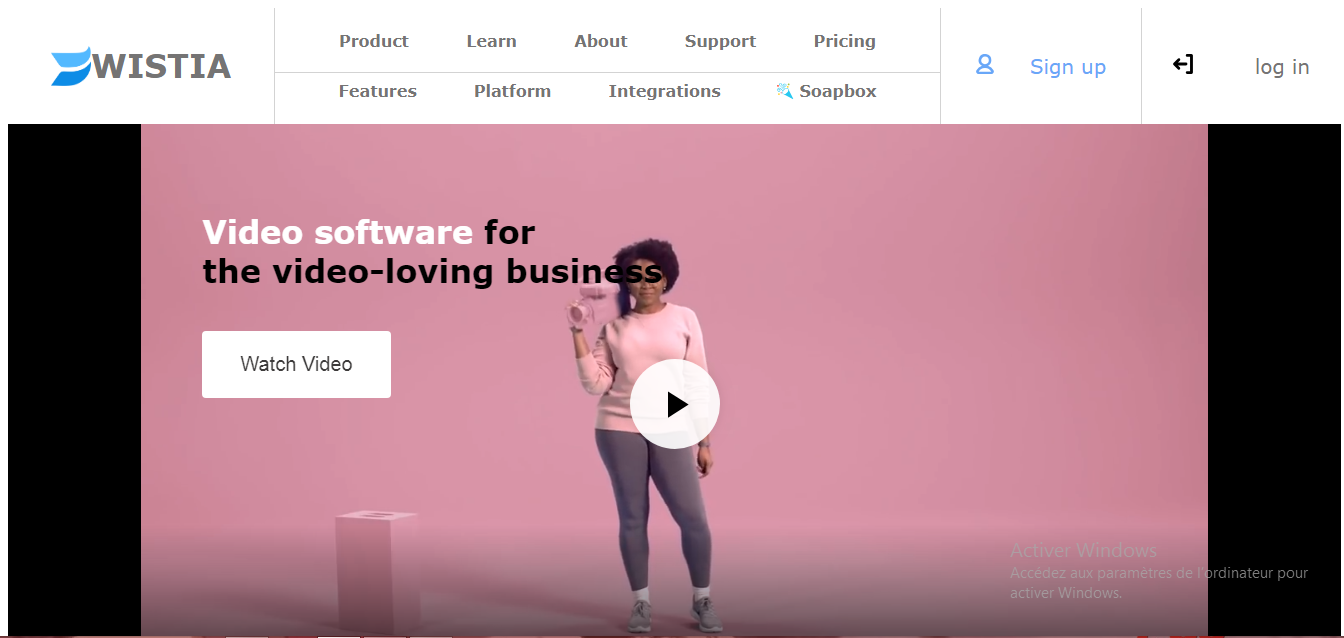 WISTIA
Product Learn About Support Pricing
Features Platform Integrations Soapbox
Sign up
log in
Video software for
the video-loving business
Watch Video
Activer Windows
Accédez aux paramètres de l'ordinateur pour
activer Windows.